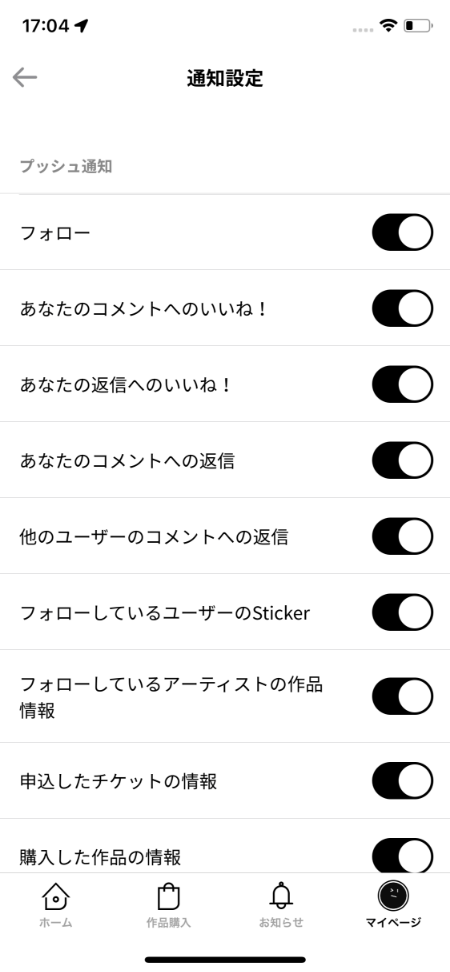 17:04
通知設定
プッシュ通知
フォロー
あなたのコメントへのいいね！
あなたの返信へのいいね！
あなたのコメントへの返信
他のユーザーのコメントへの返信
フォローしているユーザーのSticker
フォローしているアーティストの作品
情報
申込したチケットの情報
購入した作品の情報
ホーム
作品購入
お知らせ
マイページ